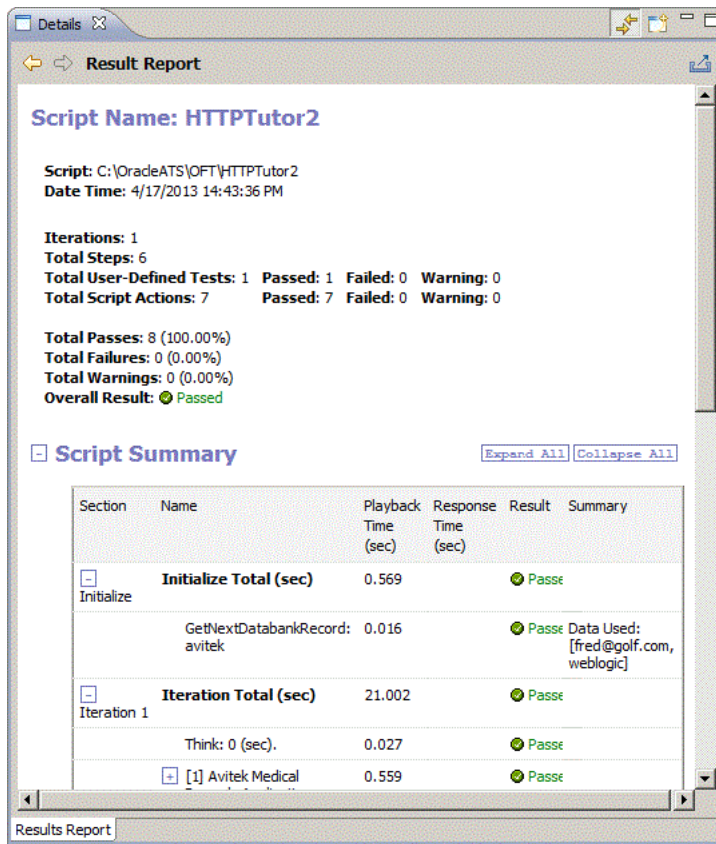 Details
Result Report
Script Name: HTTPTutor2
Script: C:\OracleATS\OFT\HTTPTutor2
Date Time: 4/17/2013 14:43:36 PM
Iterations: 1
Total Steps: 6
Total User-Defined Tests: 1 Passed: 1 Failed: 0 Warning: 0
Total Script Actions: 7 Passed: 7 Failed: 0 Warning: 0
Total Passes: 8 (100.00%)
Total Failures: 0 (0.00%)
Total Warnings: 0 (0.00%)
Overall Result: Passed
Script Summary Expand All Collapse All
Section Name Playback Response Result Summary
Time Time
(sec) (sec)
Initialize Total (sec) 0.569 Passe
Initialize
GetNextDatabankRecord: 0.016 Passe Data Used:
avitek [fred@golf.com,
weblogic]
Iteration Total (sec) 21.002 Passe
Iteration 1
Think: 0 (sec). 0.027 Passe
[1] Avitek Medical 0.559 Passe
Results Report